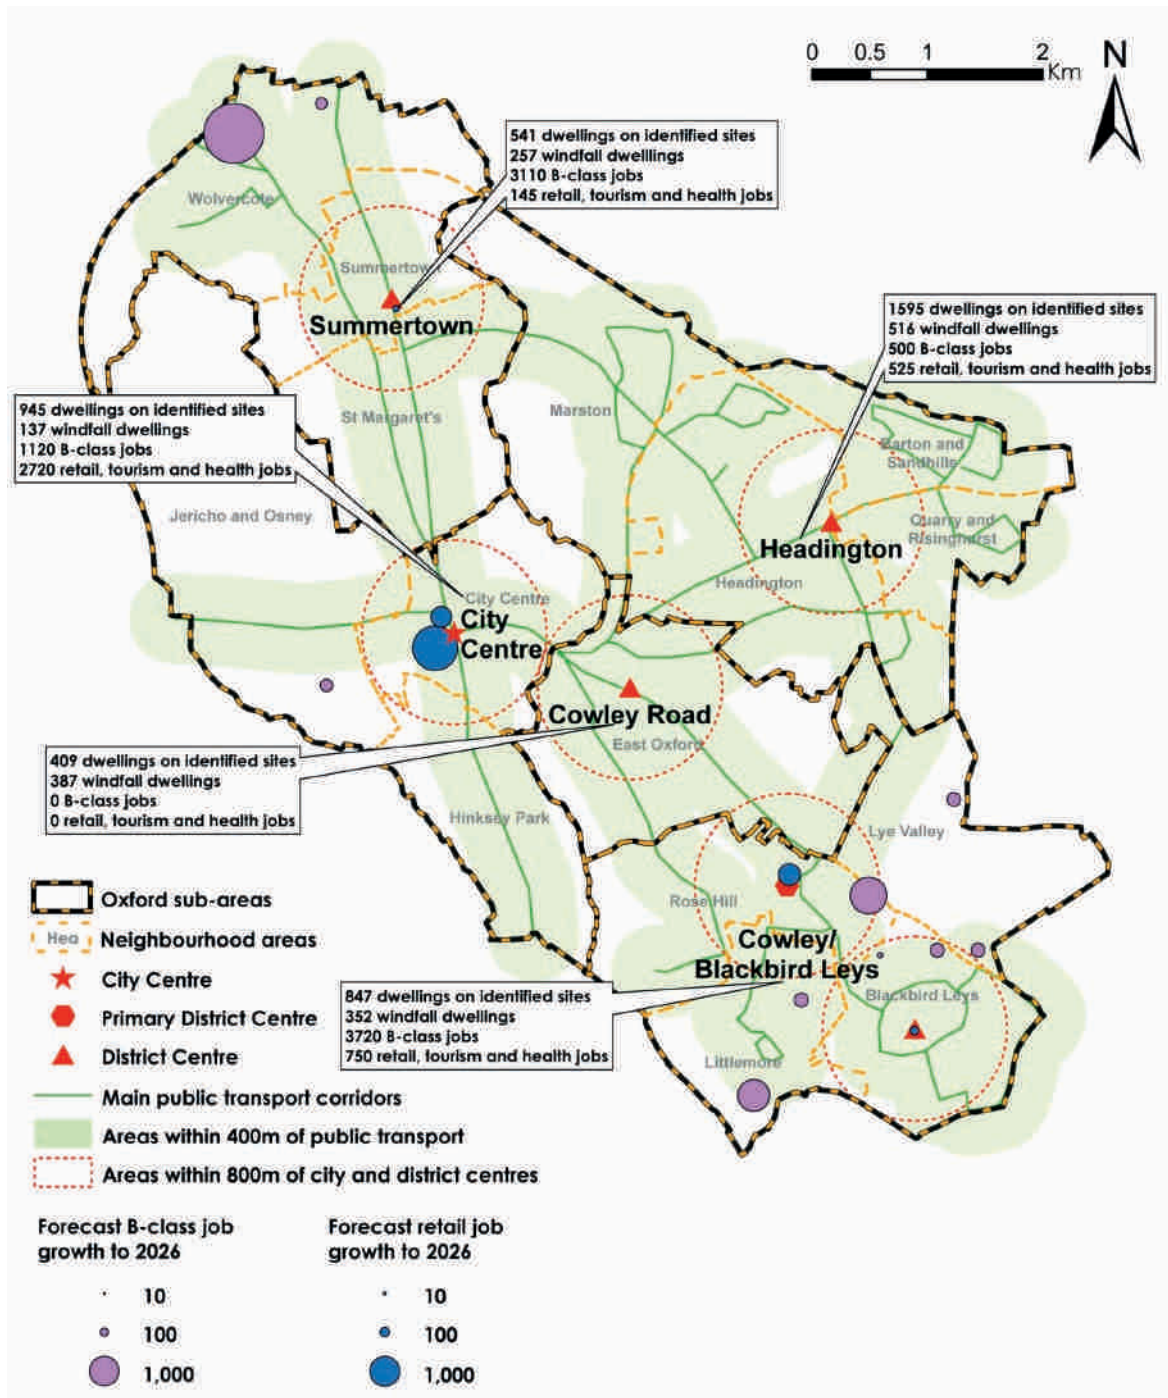 0 0.5 1 2
Km
N
541 dwellings on identified sites
257 windfall dwelllings
3110 B-class jobs
145 retail, tourism and health jobs
Wolvercote
Summertown
Summertown
1595 dwellings on identified sites
516 windfall dwellings
500 B-class jobs
525 retail, tourism and health jobs
945 dwellings on identified sites
137 windfall dwellings
1120 B-class jobs
2720 retail, tourism and health jobs
St Margaret's
Marston
Barton and
Sandhills
Jericho and Osney
Quarry and
Risinghurst
Headington
Headington
City Centre
City
Centre
Cowley Road
East Oxford
409 dwellings on identified sites
387 windfall dwellings
0 B-class jobs
0 retail, tourism and health jobs
Hinksey Park
Lye Valley
Rose Hill
Cowley/
Blackbird Leys
Blackbird Leys
847 dwellings on identified sites
352 windfall dwellings
3720 B-class jobs
750 retail, tourism and health jobs
Littlemore
Oxford sub-areas
Hea Neighbourhood areas
City Centre
Primary District Centre
District Centre
Main public transport corridors
Areas within 400m of public transport
Areas within 800m of city and district centres
Forecast B-class job
growth to 2026
10
100
1,000
Forecast retail job
growth to 2026
10
100
1,000